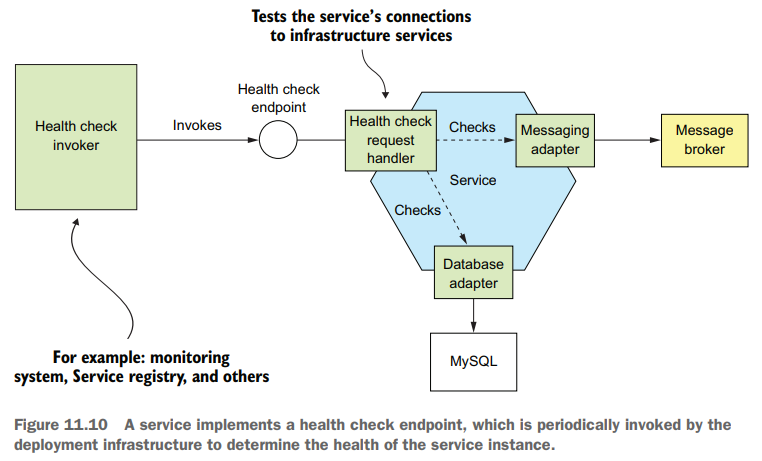 Tests the service’s connections
to infrastructure services
Health check
endpoint
Health check
invoker
Invokes
Health check
request
handler
Checks
Messaging
adapter
Message
broker
Service
Checks
Database
adapter
For example: monitoring
system, Service registry, and others
MySQL
Figure 11.10 A service implements a health check endpoint, which is periodically invoked by the
deployment infrastructure to determine the health of the service instance.